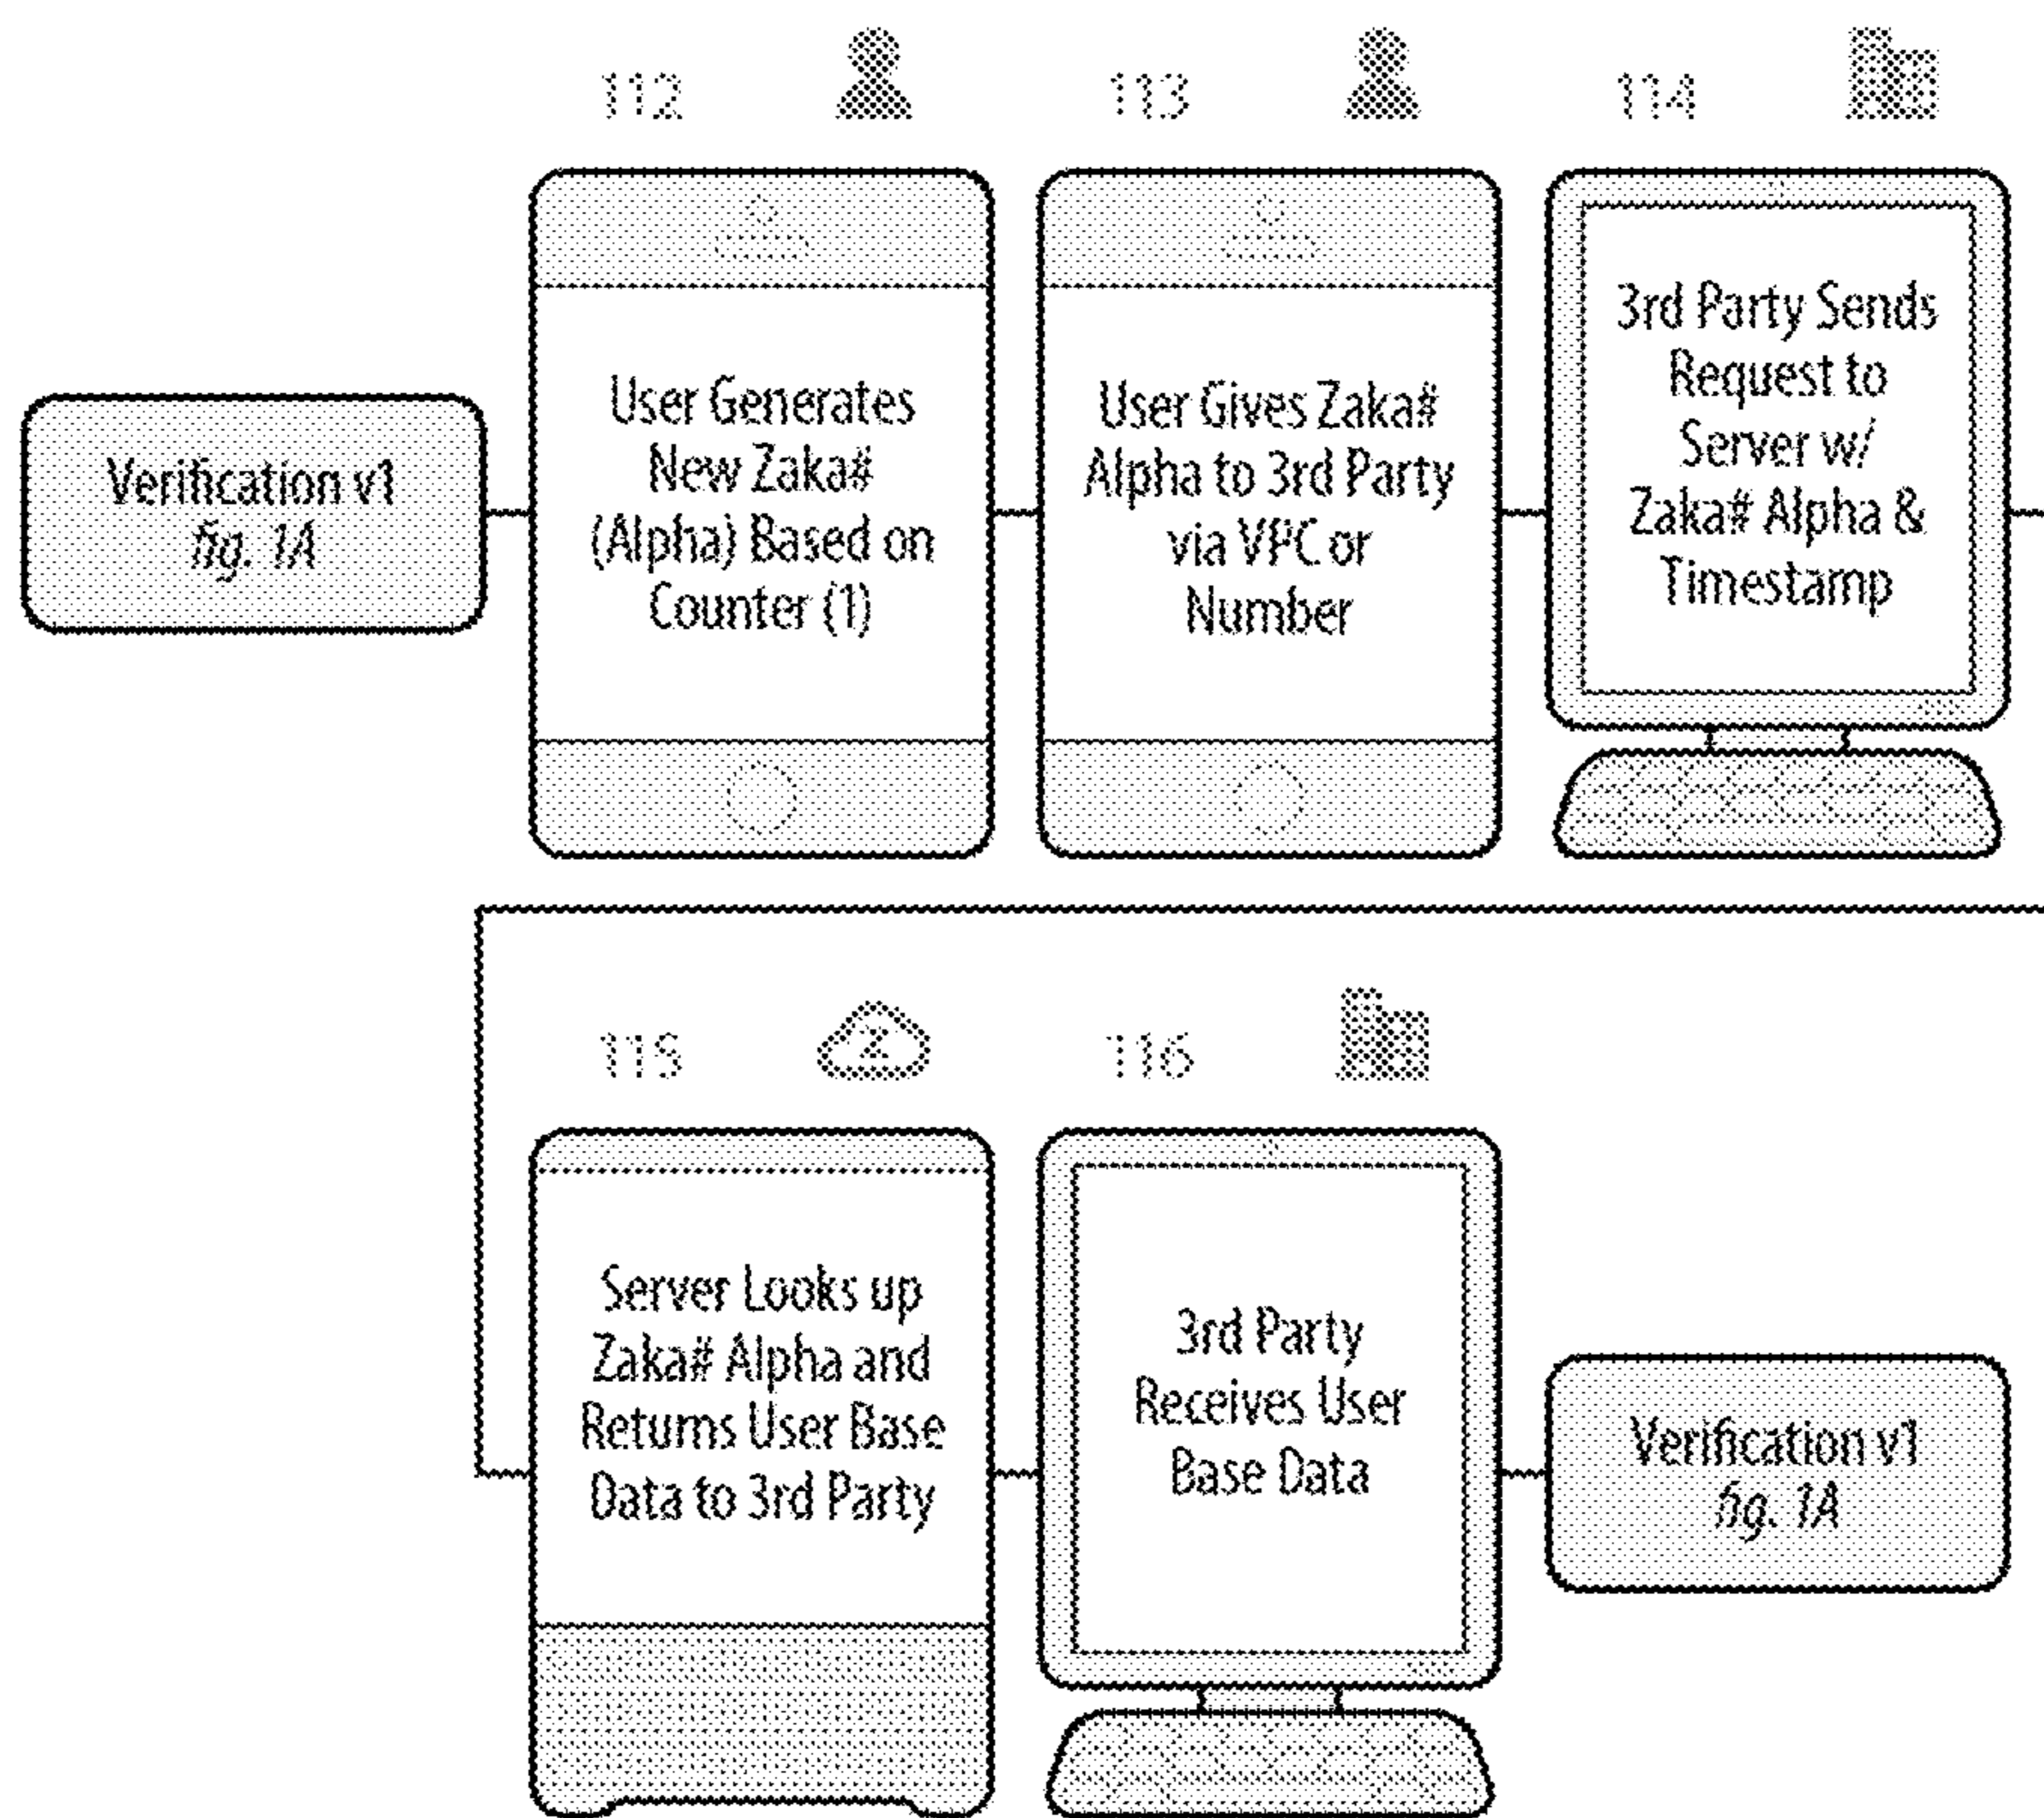 112
113
114
Verification v1
fig. 1A
User Generates
New Zaka#
(Alpha) Based on
Counter (1)
User Gives Zaka#
Alpha to 3rd Party
via VPC or
Number
3rd Party Sends
Request to
Server w/
Zaka# Alpha &
Timestamp
115
Z
116
Server Looks up
Zaka# Alpha and
Returns User Base
Data to 3rd Party
3rd Party
Receives User
Base Data
Verification v1
fig. 1A